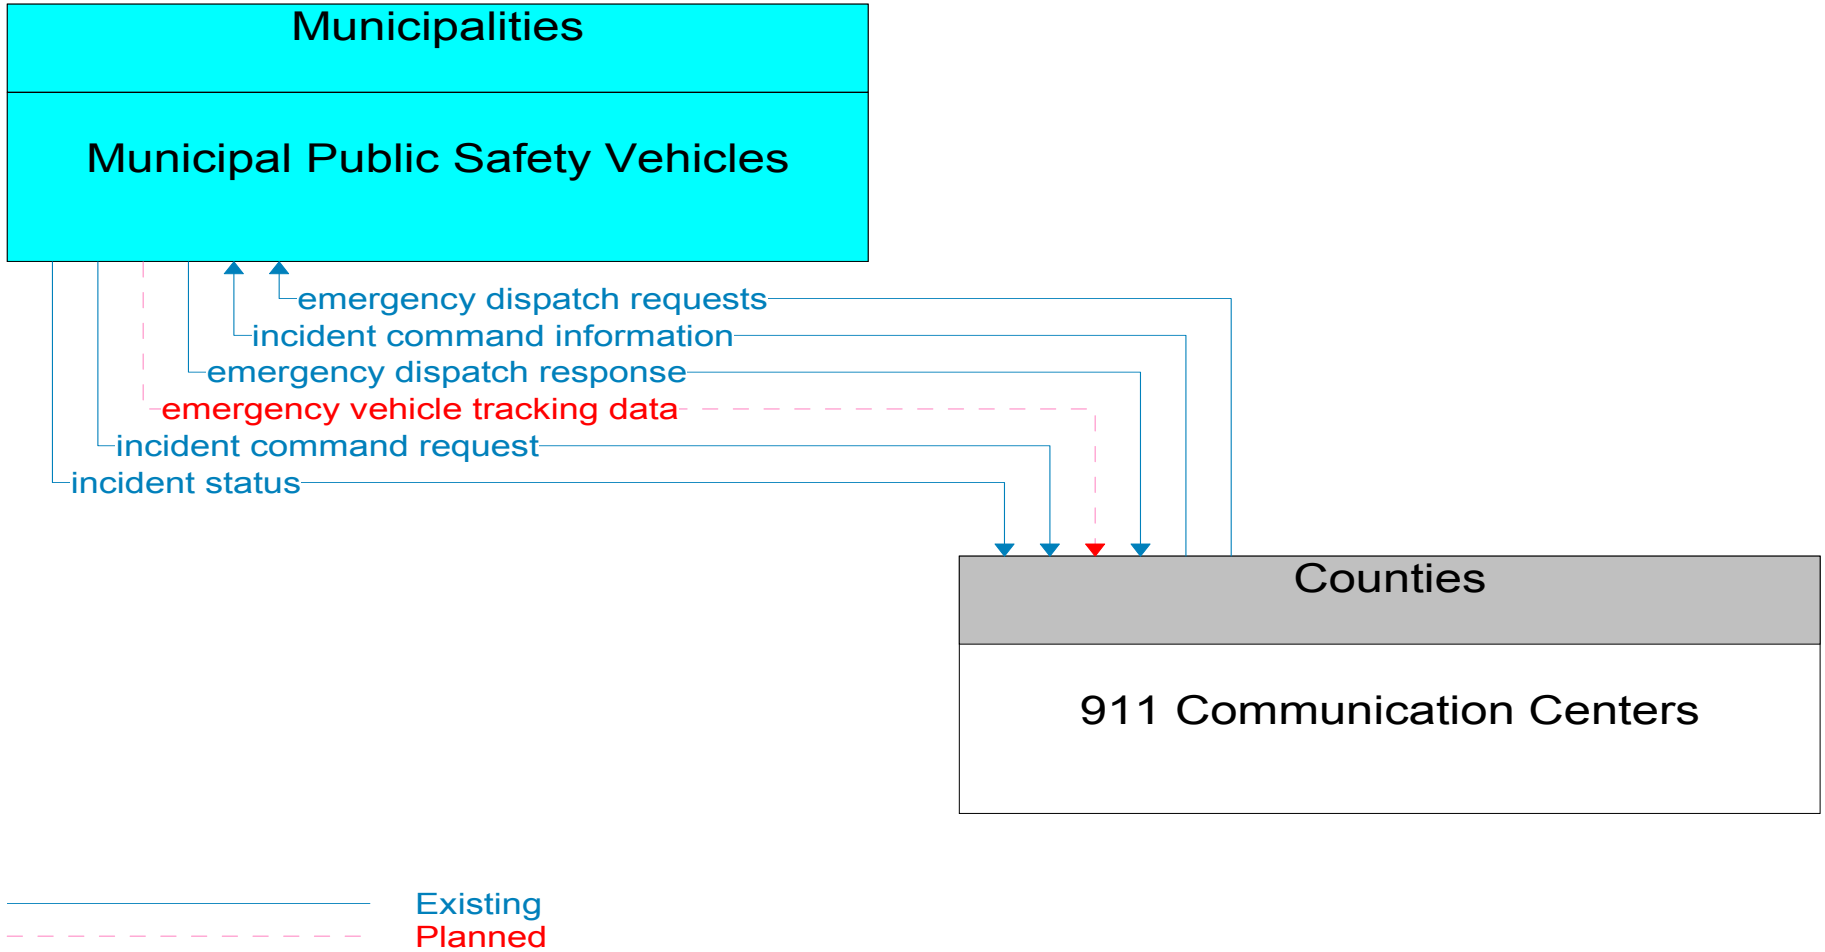 Municipalities
Municipal Public Safety Vehicles
emergency dispatch requests
incident command information
emergency dispatch response
emergency vehicle tracking data
incident command request
incident status
Counties
911 Communication Centers
Existing
Planned